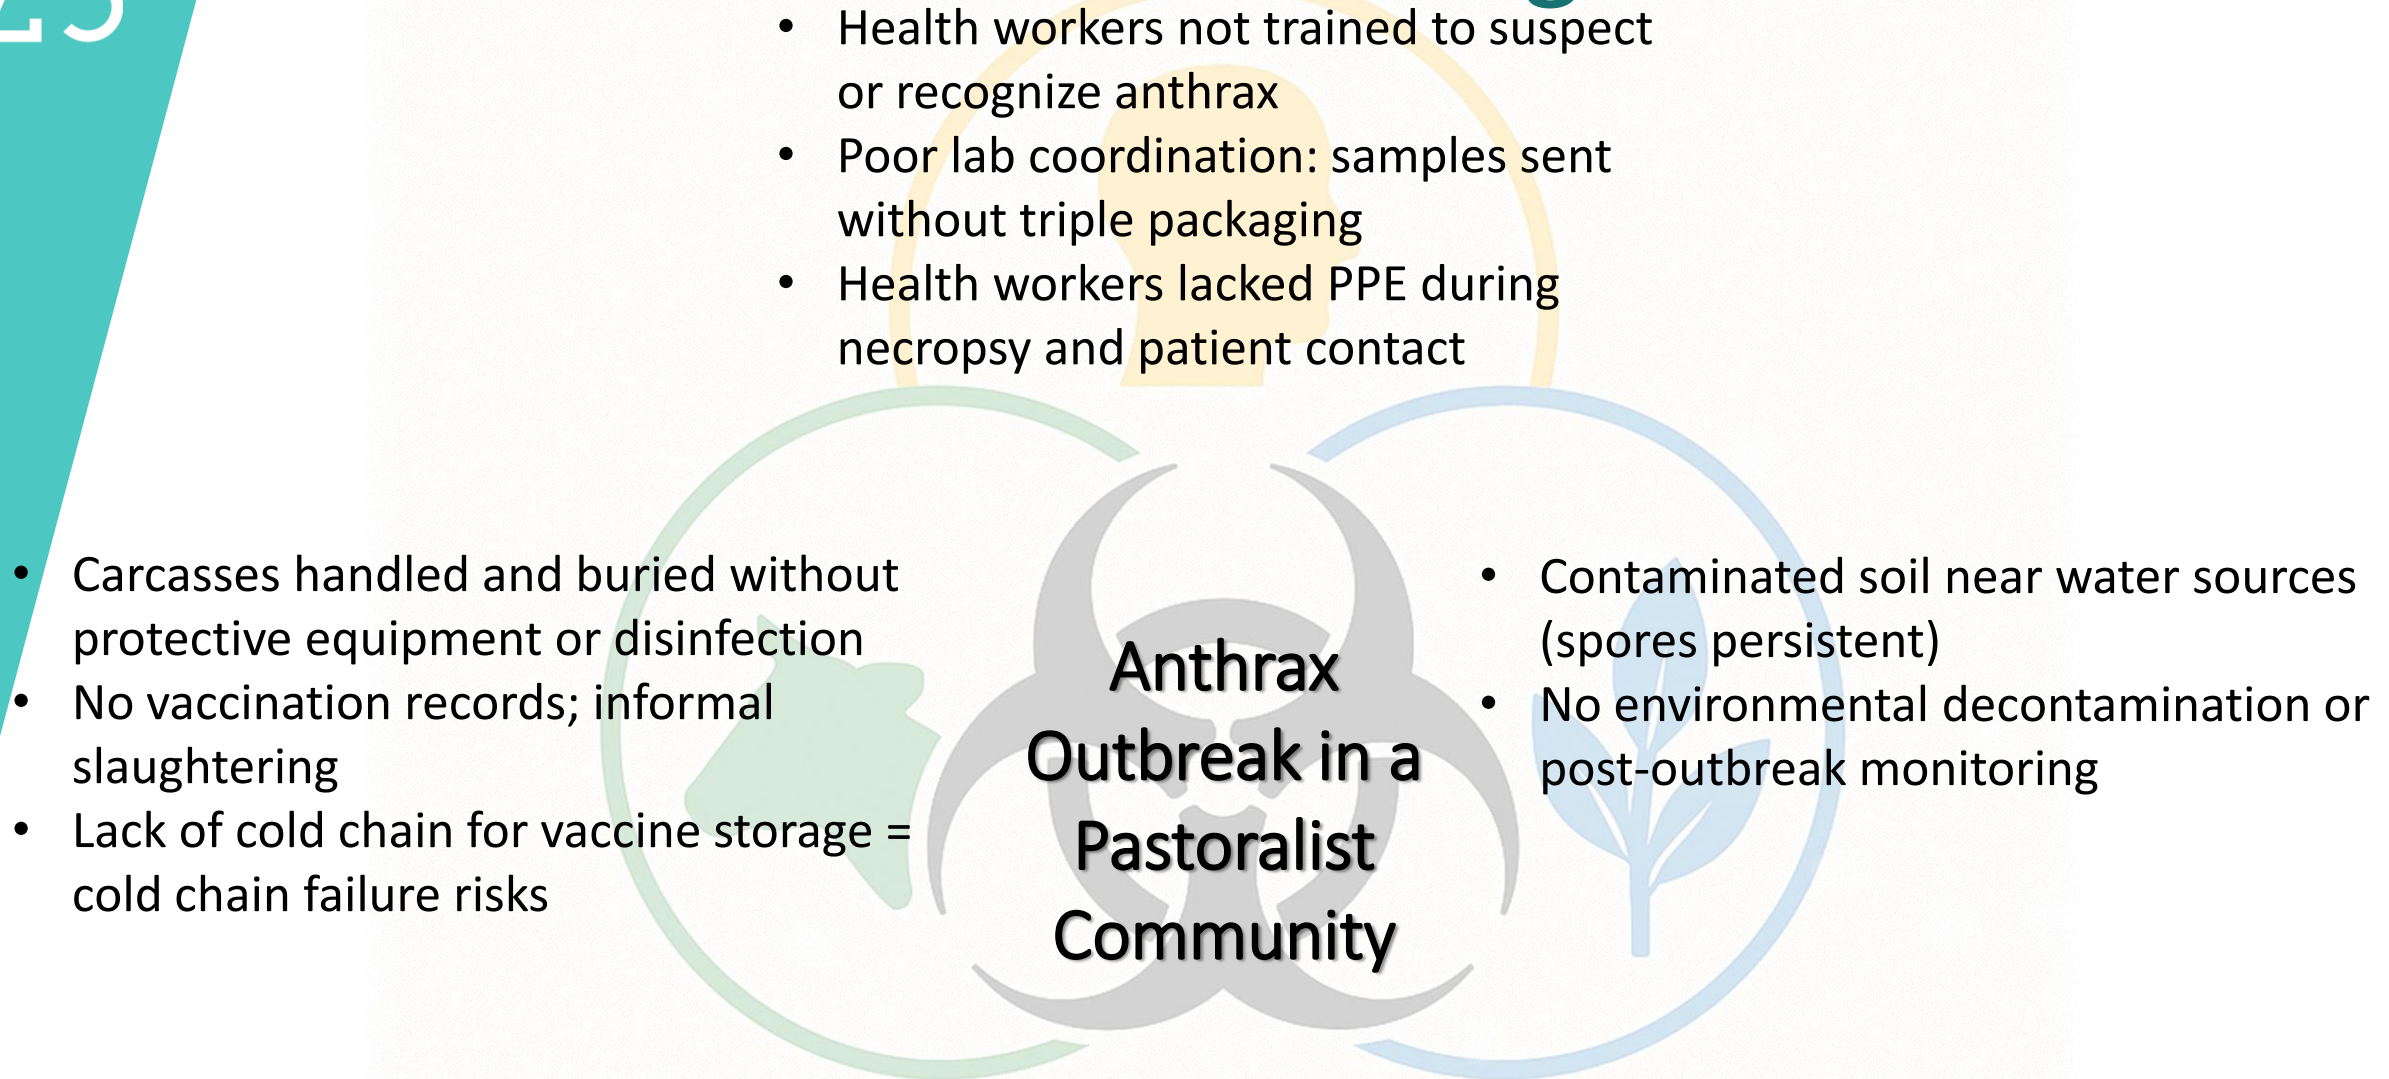 • Health workers not trained to suspect
or recognize anthrax
• Poor lab coordination: samples sent
without triple packaging
• Health workers lacked PPE during
necropsy and patient contact
• Carcasses handled and buried without
protective equipment or disinfection
• No vaccination records; informal
slaughtering
• Lack of cold chain for vaccine storage =
cold chain failure risks
Anthrax
Outbreak in a
Pastoralist
Community
• Contaminated soil near water sources
(spores persistent)
• No environmental decontamination or
post-outbreak monitoring